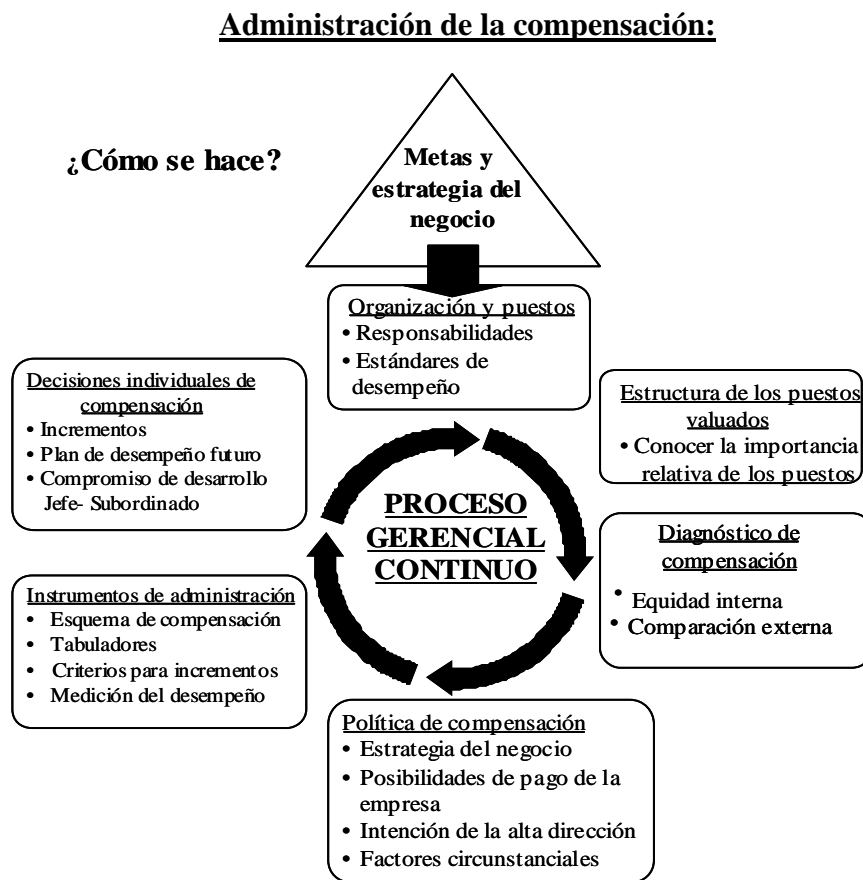 Administración de la compensación:
¿Cómo se hace?
Metas y
estrategia del
negocio
Organización y puestos
• Responsabilidades
• Estándares de
desempeño
Estructura de los puestos
valuados
• Conocer la importancia
relativa de los puestos
Diagnóstico de
compensación
• Equidad interna
• Comparación externa
Política de compensación
• Estrategia del negocio
• Posibilidades de pago de la
empresa
• Intención de la alta dirección
• Factores circunstanciales
Instrumentos de administración
• Esquema de compensación
• Tabuladores
• Criterios para incrementos
• Medición del desempeño
Decisiones individuales de
compensación
• Incrementos
• Plan de desempeño futuro
• Compromiso de desarrollo
Jefe- Subordinado
PROCESO
GERENCIAL
CONTINUO